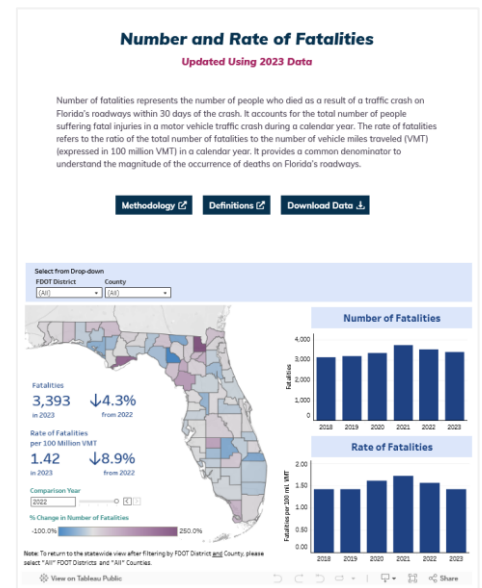 Number and Rate of Fatalities
Updated Using 2023 Data
Number of fatalities represents the number of people who died as a result of a traffic crash on
Florida's roadways within 30 days of the crash. It accounts for the total number of people
suffering fatal injuries in a motor vehicle traffic crash during a calendar year. The rate of fatalities
refers to the ratio of the total number of fatalities to the number of vehicle miles traveled (VMT)
(expressed in 100 million VMT) in a calendar year. It provides a common denominator to
understand the magnitude of the occurrence of deaths on Florida's roadways.
Methodology
Definitions
Download Data
Select from Drop-down
FDOT District County
(All) (All)
Fatalities
3,393 ↓4.3%
in 2023 from 2022
Rate of Fatalities
per 100 Million VMT
1.42 ↓8.9%
in 2023 from 2022
Comparison Year
2022
% Change in Number of Fatalities
-100.0% 250.0%
Number of Fatalities
Fatalities
4,000
3,000
2,000
1,000
0
2018 2019 2020 2021 2022 2023
Rate of Fatalities
Fatalities per 100 mil. VMT
2.00
1.50
1.00
0.50
0.00
2018 2019 2020 2021 2022 2023
Note: To return to the statewide view after filtering by FDOT District and County, please
select "All" FDOT Districts and "All" Counties.
View on Tableau Public
Share